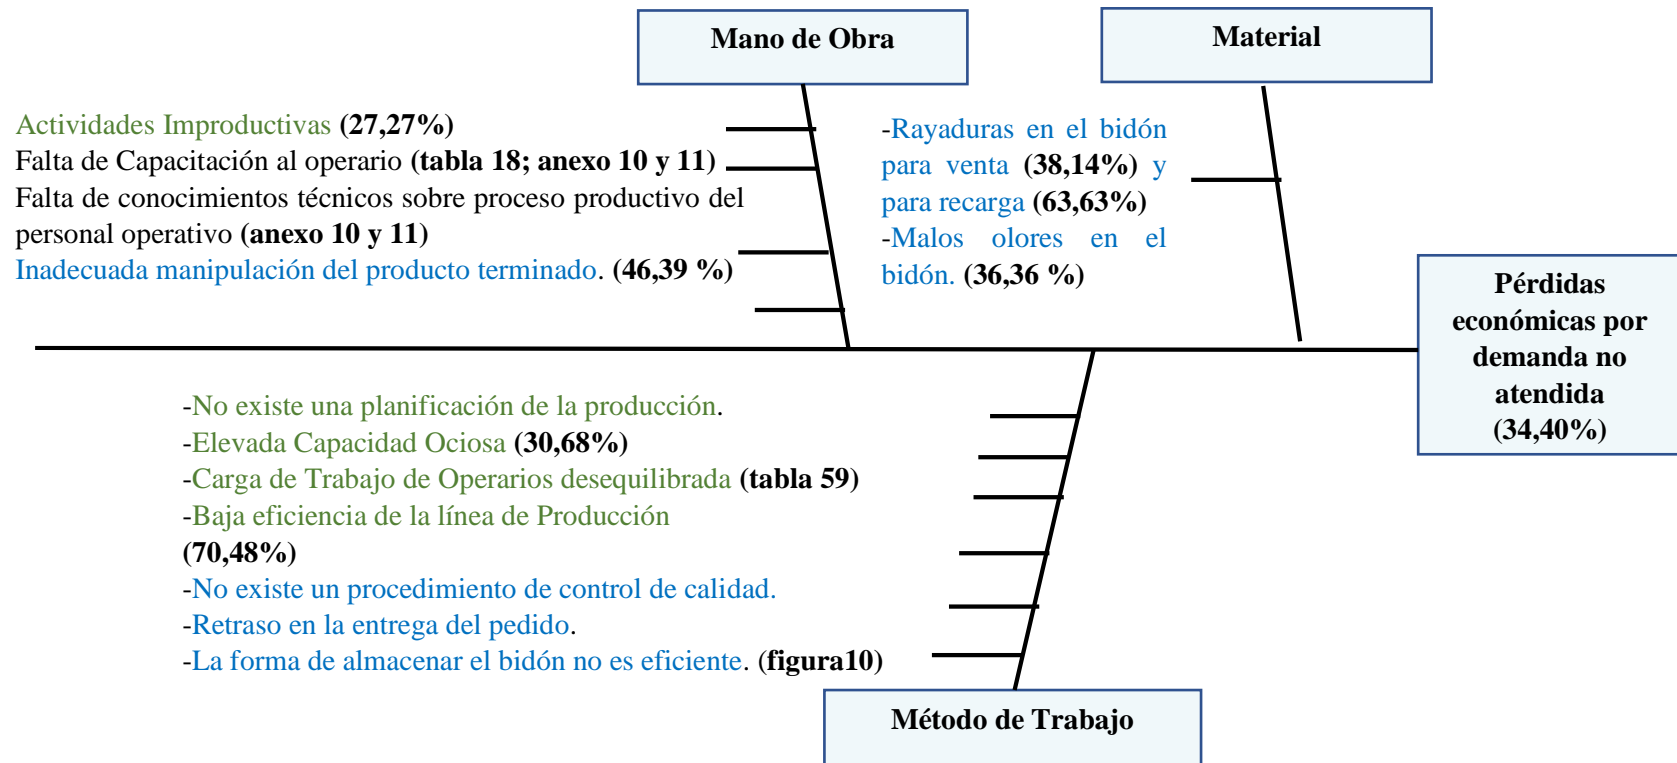 Mano de Obra
Material
Actividades Improductivas (27,27%)
Falta de Capacitación al operario (tabla 18; anexo 10 y 11)
Falta de conocimientos técnicos sobre proceso productivo del
personal operativo (anexo 10 y 11)
Inadecuada manipulación del producto terminado. (46,39 %)
-Rayaduras en el bidón
para venta (38,14%) y
para recarga (63,63%)
-Malos olores en el
bidón. (36,36 %)
Pérdidas
económicas por
demanda no
atendida
(34,40%)
-No existe una planificación de la producción.
-Elevada Capacidad Ociosa (30,68%)
-Carga de Trabajo de Operarios desequilibrada (tabla 59)
-Baja eficiencia de la línea de Producción
(70,48%)
-No existe un procedimiento de control de calidad.
-Retraso en la entrega del pedido.
-La forma de almacenar el bidón no es eficiente. (figura10)
Método de Trabajo